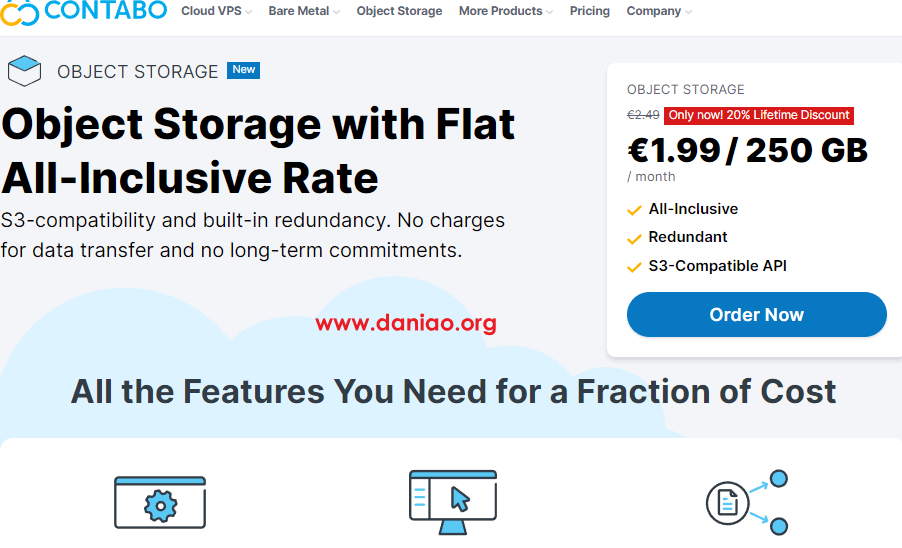 CONTABO
Cloud VPS Bare Metal Object Storage More Products Pricing Company
OBJECT STORAGE New
Object Storage with Flat
All-Inclusive Rate
S3-compatibility and built-in redundancy. No charges
for data transfer and no long-term commitments.
OBJECT STORAGE
€2.49 Only now! 20% Lifetime Discount
€1.99 / 250 GB
/ month
All-Inclusive
Redundant
S3-Compatible API
Order Now
www.daniao.org
All the Features You Need for a Fraction of Cost